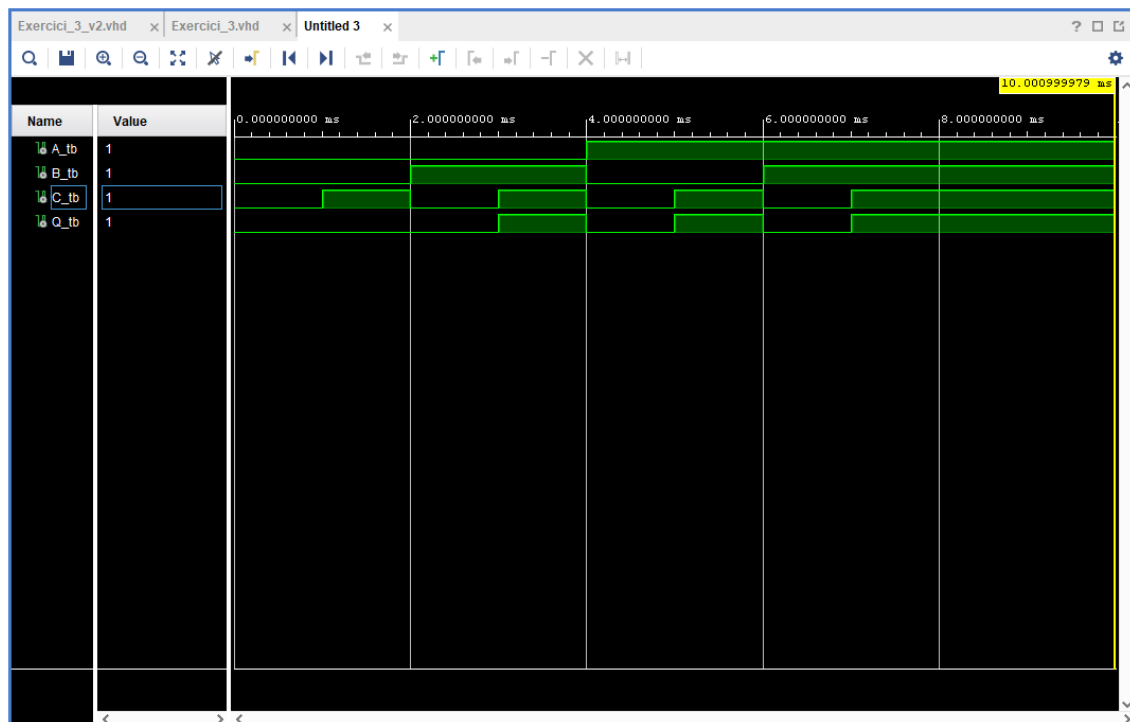 Exercici_3_v2.vhd × Exercici_3.vhd × Untitled 3 × ?
10.000999979 ms
Name Value 0.000000000 ms 2.000000000 ms 4.000000000 ms 6.000000000 ms 8.000000000 ms
A_tb 1
B_tb 1
C_tb 1
Q_tb 1